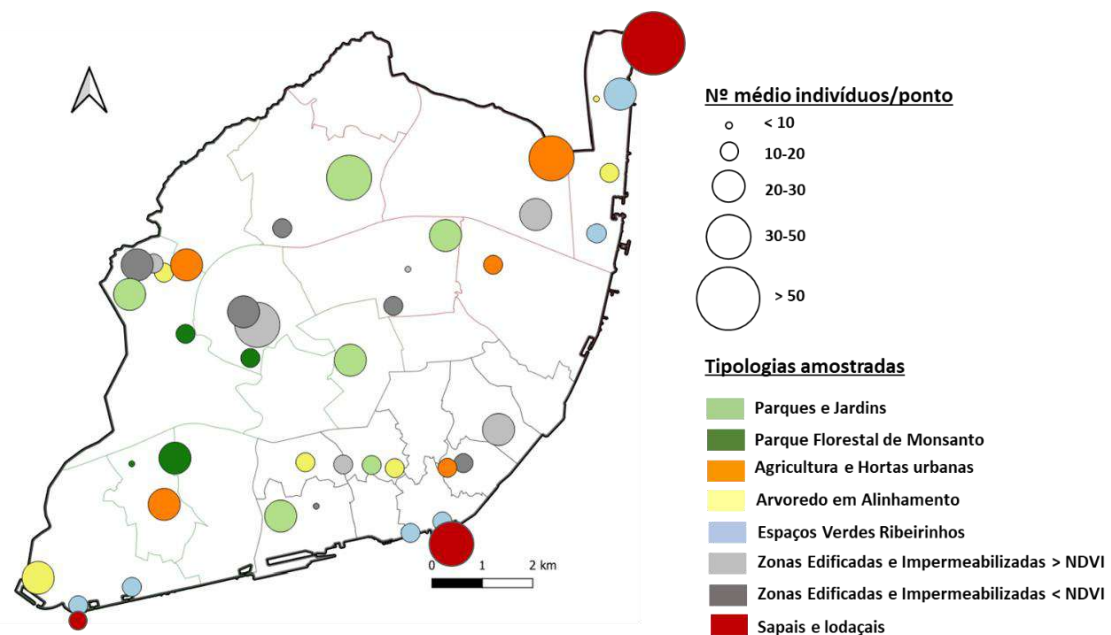 Nº médio indivíduos/ponto
< 10
10-20
20-30
30-50
> 50
Tipologias amostradas
Parques e Jardins
Parque Florestal de Monsanto
Agricultura e Hortas urbanas
Arvoredo em Alinhamento
Espaços Verdes Ribeirinhos
Zonas Edificadas e Impermeabilizadas > NDVI
Zonas Edificadas e Impermeabilizadas < NDVI
Sapais e lodaçais
0 1 2 km